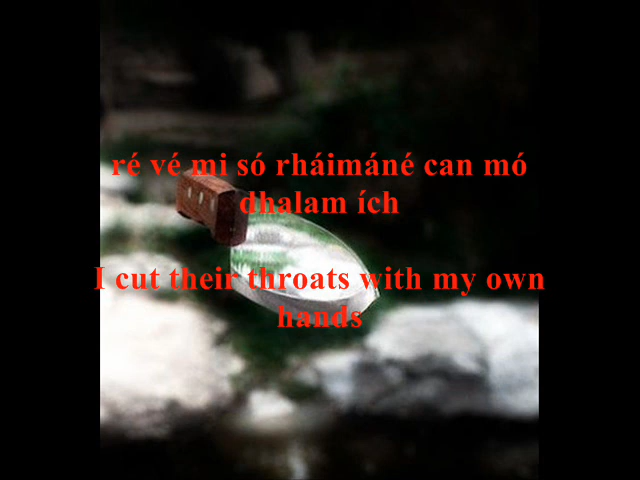 ré vé mi só rháimáné can mó
dhalam ích
I cut their throats with my own
hands